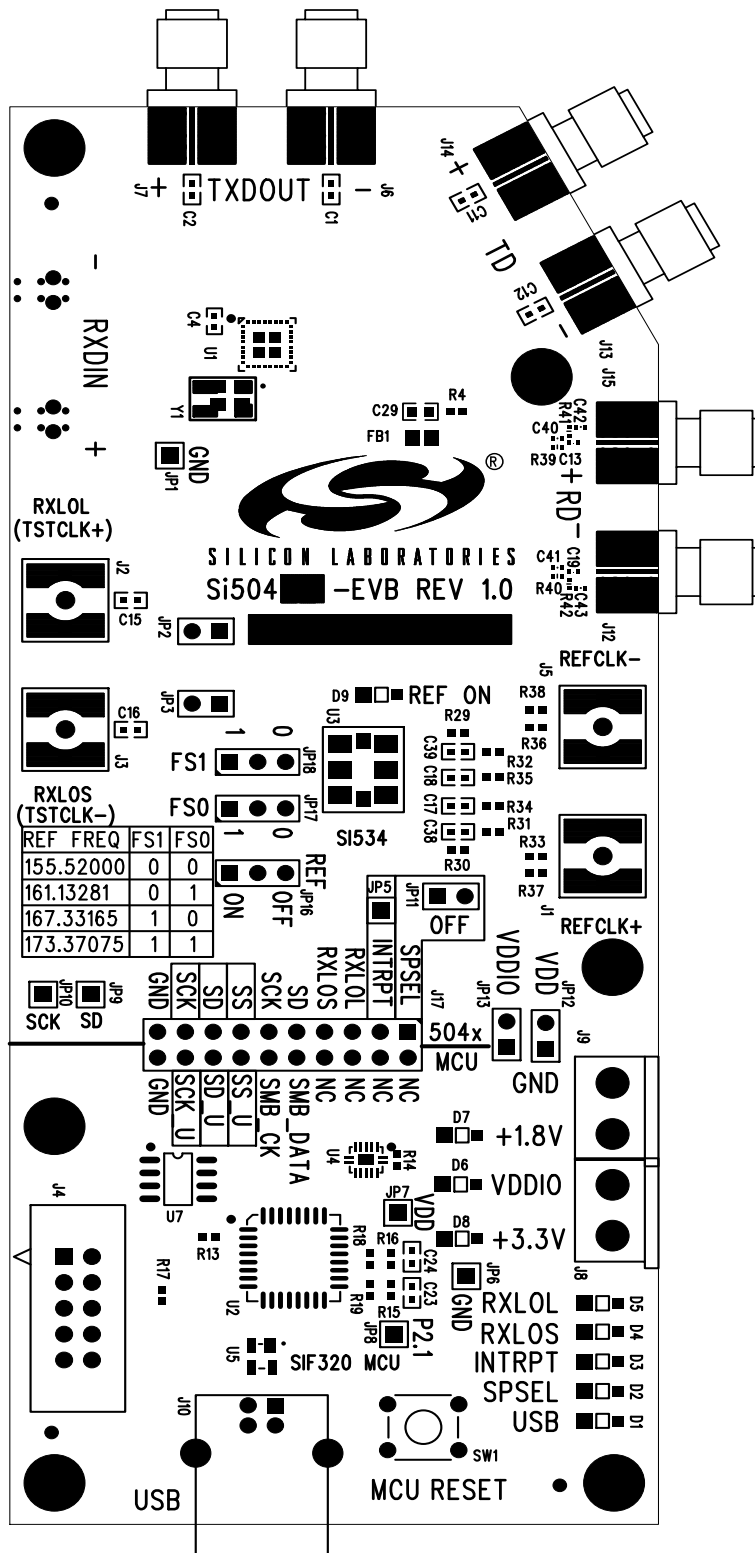 J14
+
J7 + TXDOUT - J6
C2
C1
C11
TD
C12
-
-
RXDIN
+
C4
U1
Y1
J13
J15
C29
R4
FB1
C42
R41
C40
R39
C13
+ RD -
GND
JP1
®
RXLOL
(TSTCLK+)
SILICON LABORATORIES
Si504 -EVB REV 1.0
C41
C19
R40
R42
C43
J2
C15
JP2
J12
REFCLK-
J5
D9
REF ON
R38
R36
JP3
C16
J3
U3
R29
C39
R32
C18
R35
C17
R34
C38
R31
R30
1 0
FS1
JP18
FS0
JP17
1 0
SI534
RXLOS
(TSTCLK-)
REF FREQ FS1 FS0
155.52000 0 0
161.13281 0 1
167.33165 1 0
173.37075 1 1
REF
JP16
ON OFF
R33
R37
J1
REFCLK+
JP5
JP11
OFF
JP10
JP9
SCK SD
GND SCK SD SS SCK SD RXLOS RXLOL INTRPT SPSEL
J17
504x
MCU
GND SCK_U SD_U SS_U SMB_CK SMB_DATA NC NC NC NC
VDDIO
JP13
VDD
JP12
J9
GND
D7
+1.8V
D6
VDDIO
D8
+3.3V
J8
J4
U7
U4
R14
JP7
VDD
R13
R17
U2
R18
R16
R19
R15
C24
C23
JP6
GND
JP8
P2.1
U5
SIF320 MCU
RXLOL D5
RXLOS D4
INTRPT D3
SPSEL D2
USB D1
J10
SW1
USB
MCU RESET